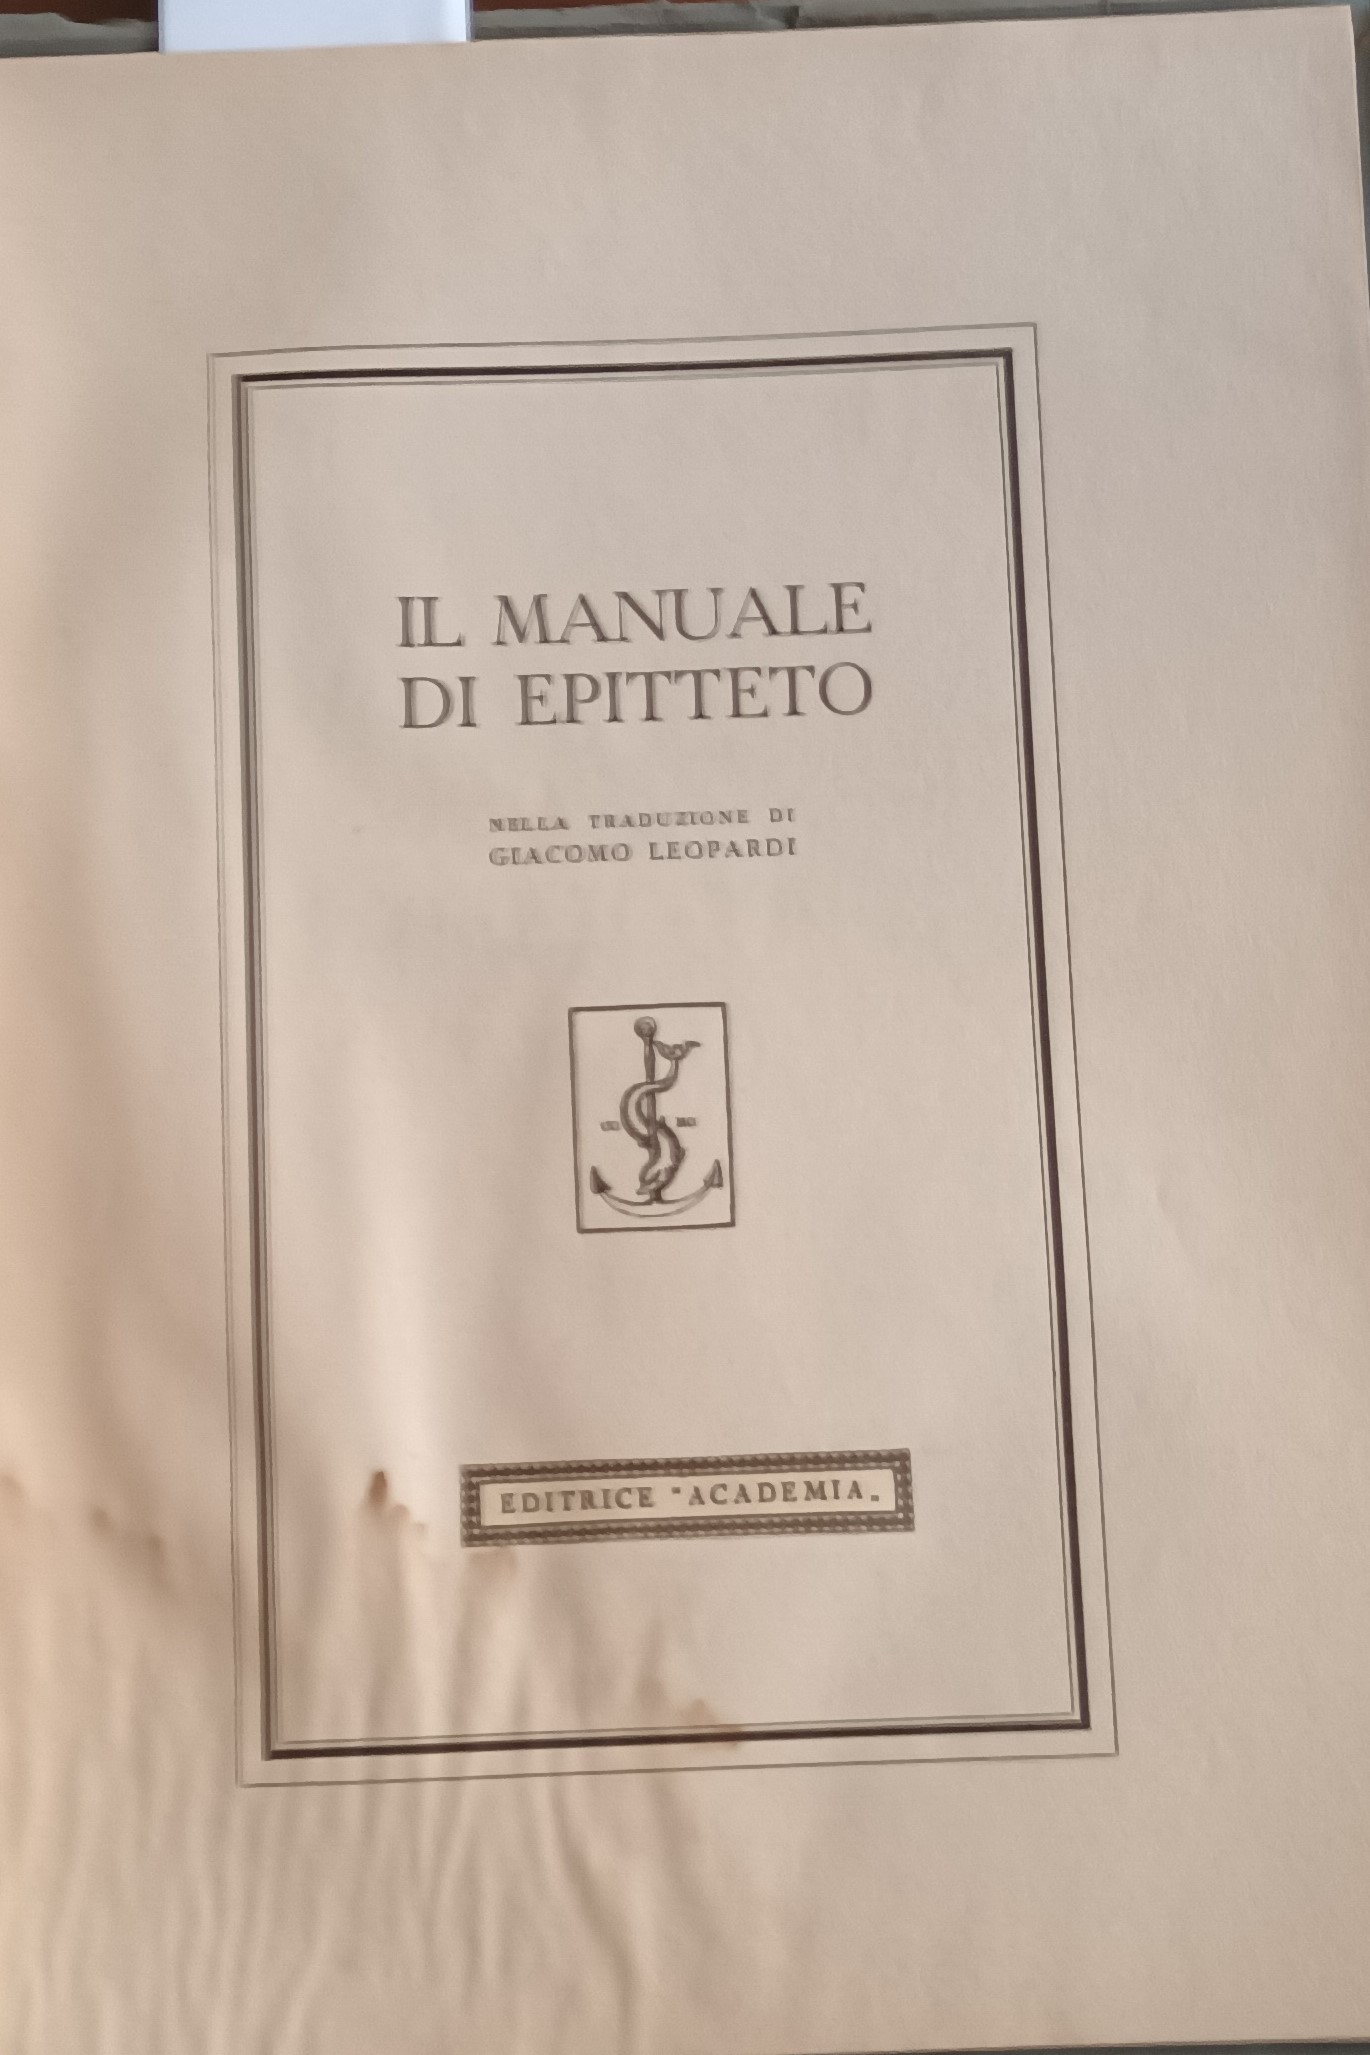 IL MANUALE
DI EPITTETO
NELLA TRADUZIONE DI
GIACOMO LEOPARDI
EDITRICE "ACADEMIA„